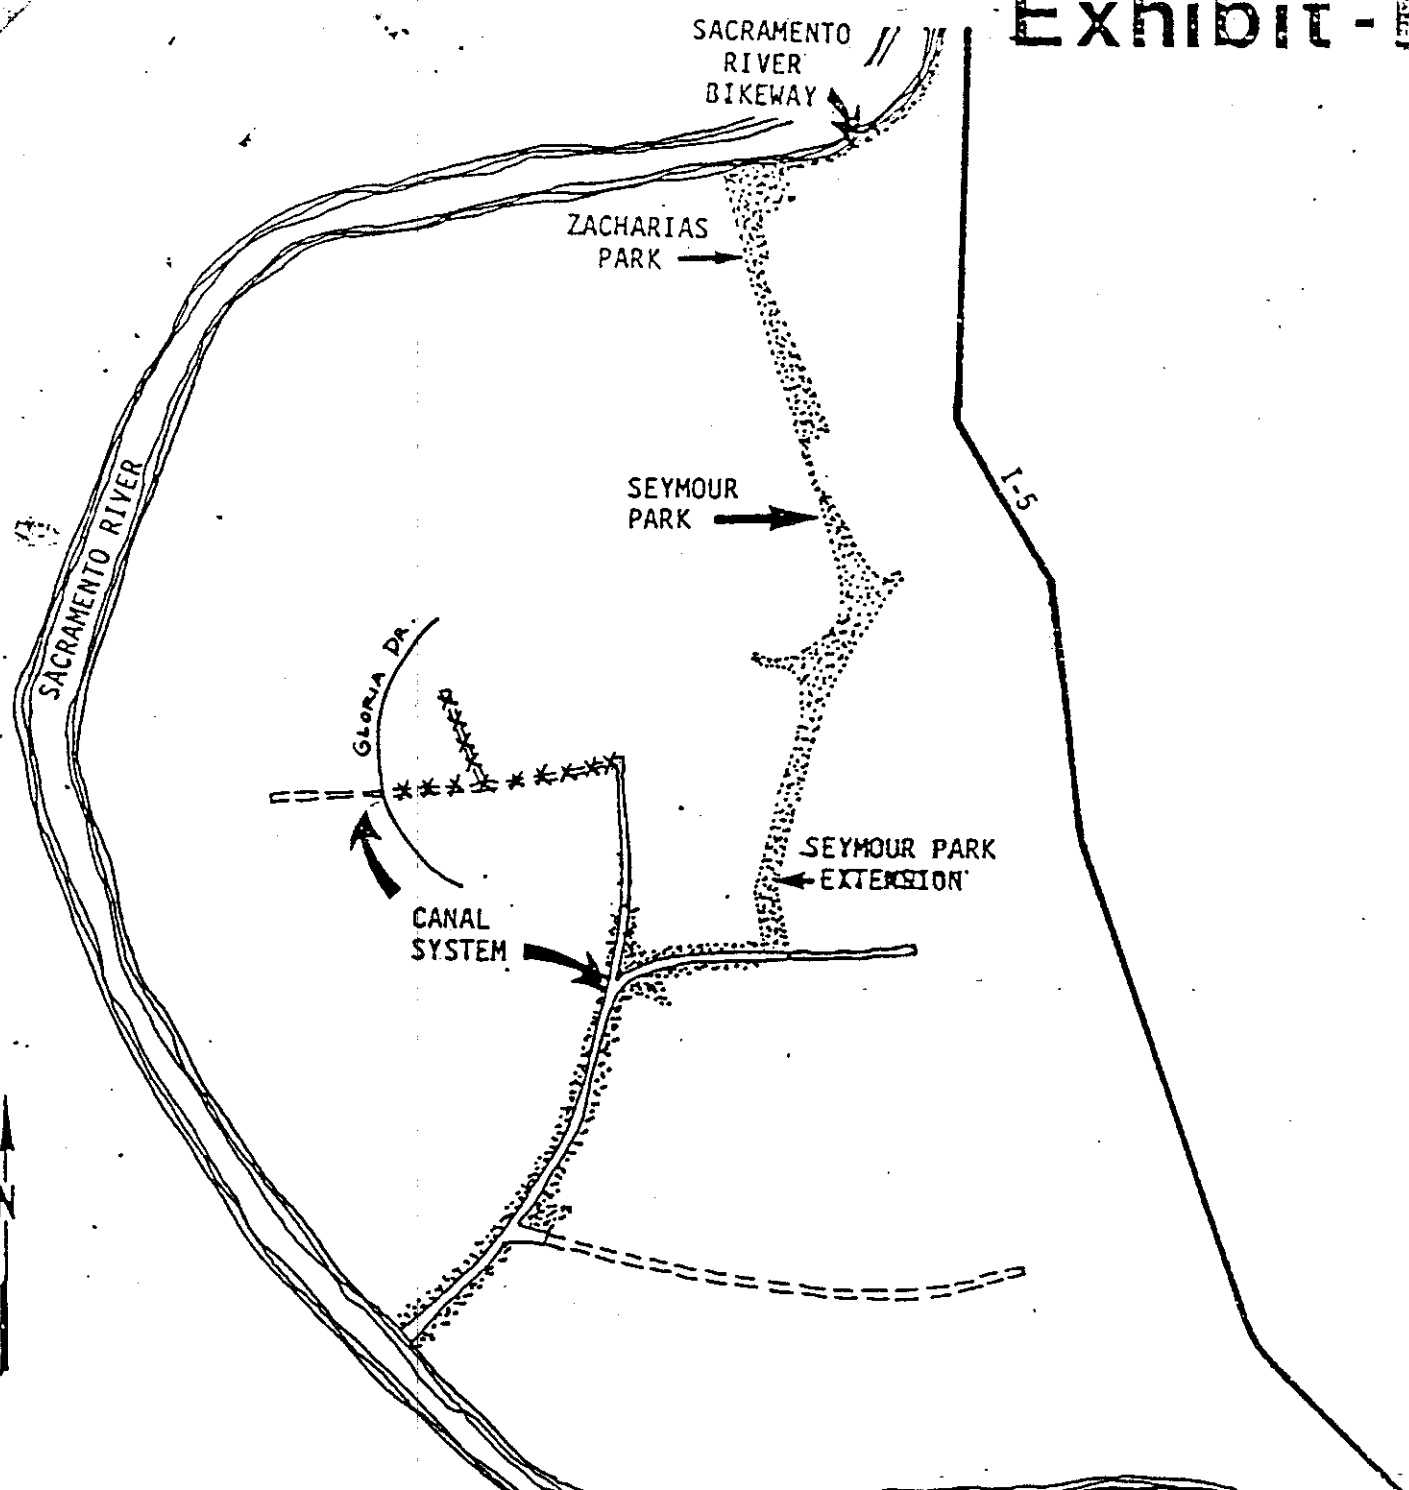 Exhibit -
SACRAMENTO
RIVER
BIKEWAY
ZACHARIAS
PARK
I-5
SEYMOUR
PARK
SACRAMENTO RIVER
GLORIA DR.
SEYMOUR PARK
EXTENSION
CANAL
SYSTEM
N